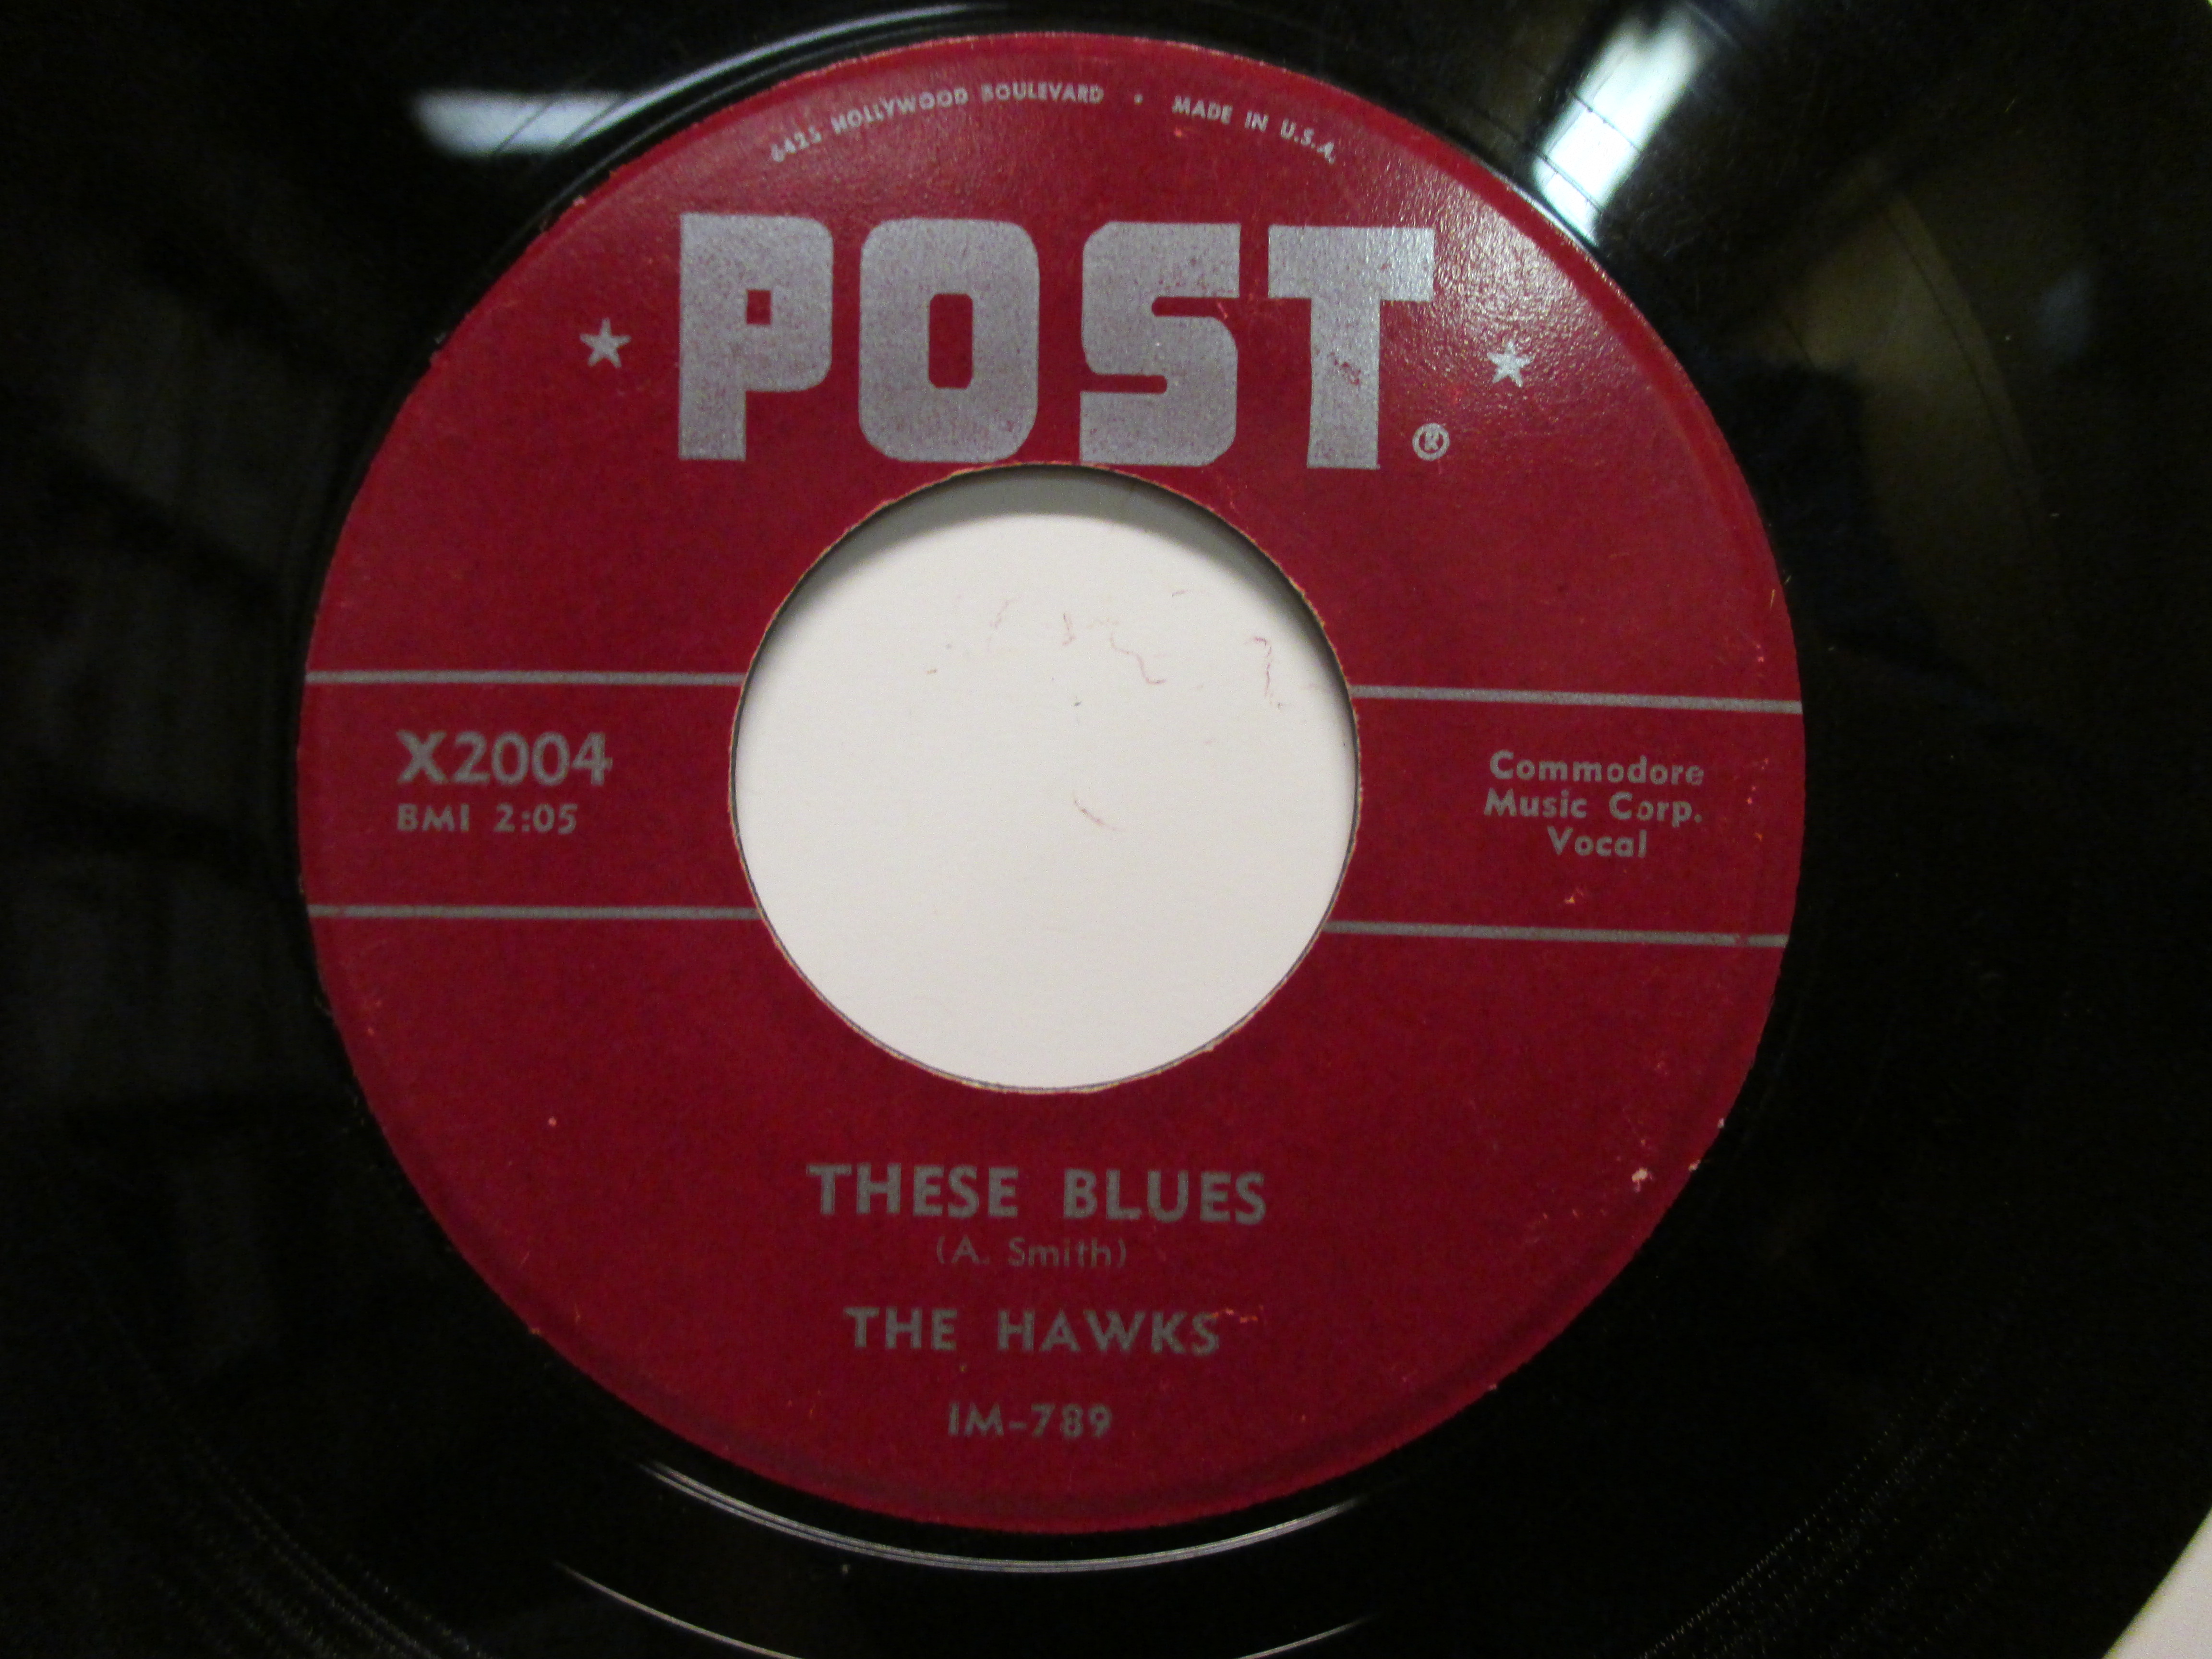 6425 HOLLYWOOD BOULEVARD • MADE IN U.S.A.
POST®
X2004
BMI 2:05
Commodore
Music Corp.
Vocal
THESE BLUES
(A. Smith)
THE HAWKS
IM-789